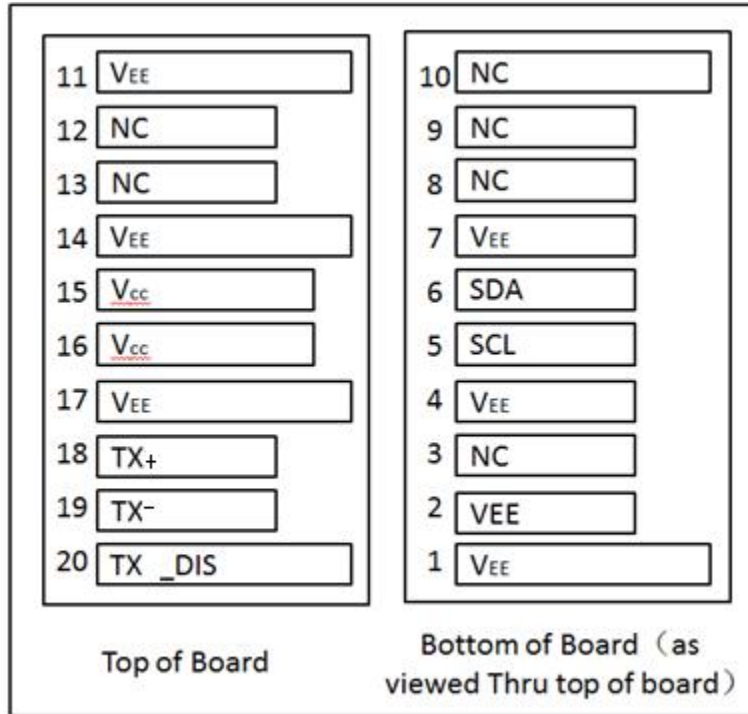 11 VEE
12 NC
13 NC
14 VEE
15 Vcc
16 Vcc
17 VEE
18 TX+
19 TX-
20 TX _DIS
Top of Board
10 NC
9 NC
8 NC
7 VEE
6 SDA
5 SCL
4 VEE
3 NC
2 VEE
1 VEE
Bottom of Board（as
viewed Thru top of board）